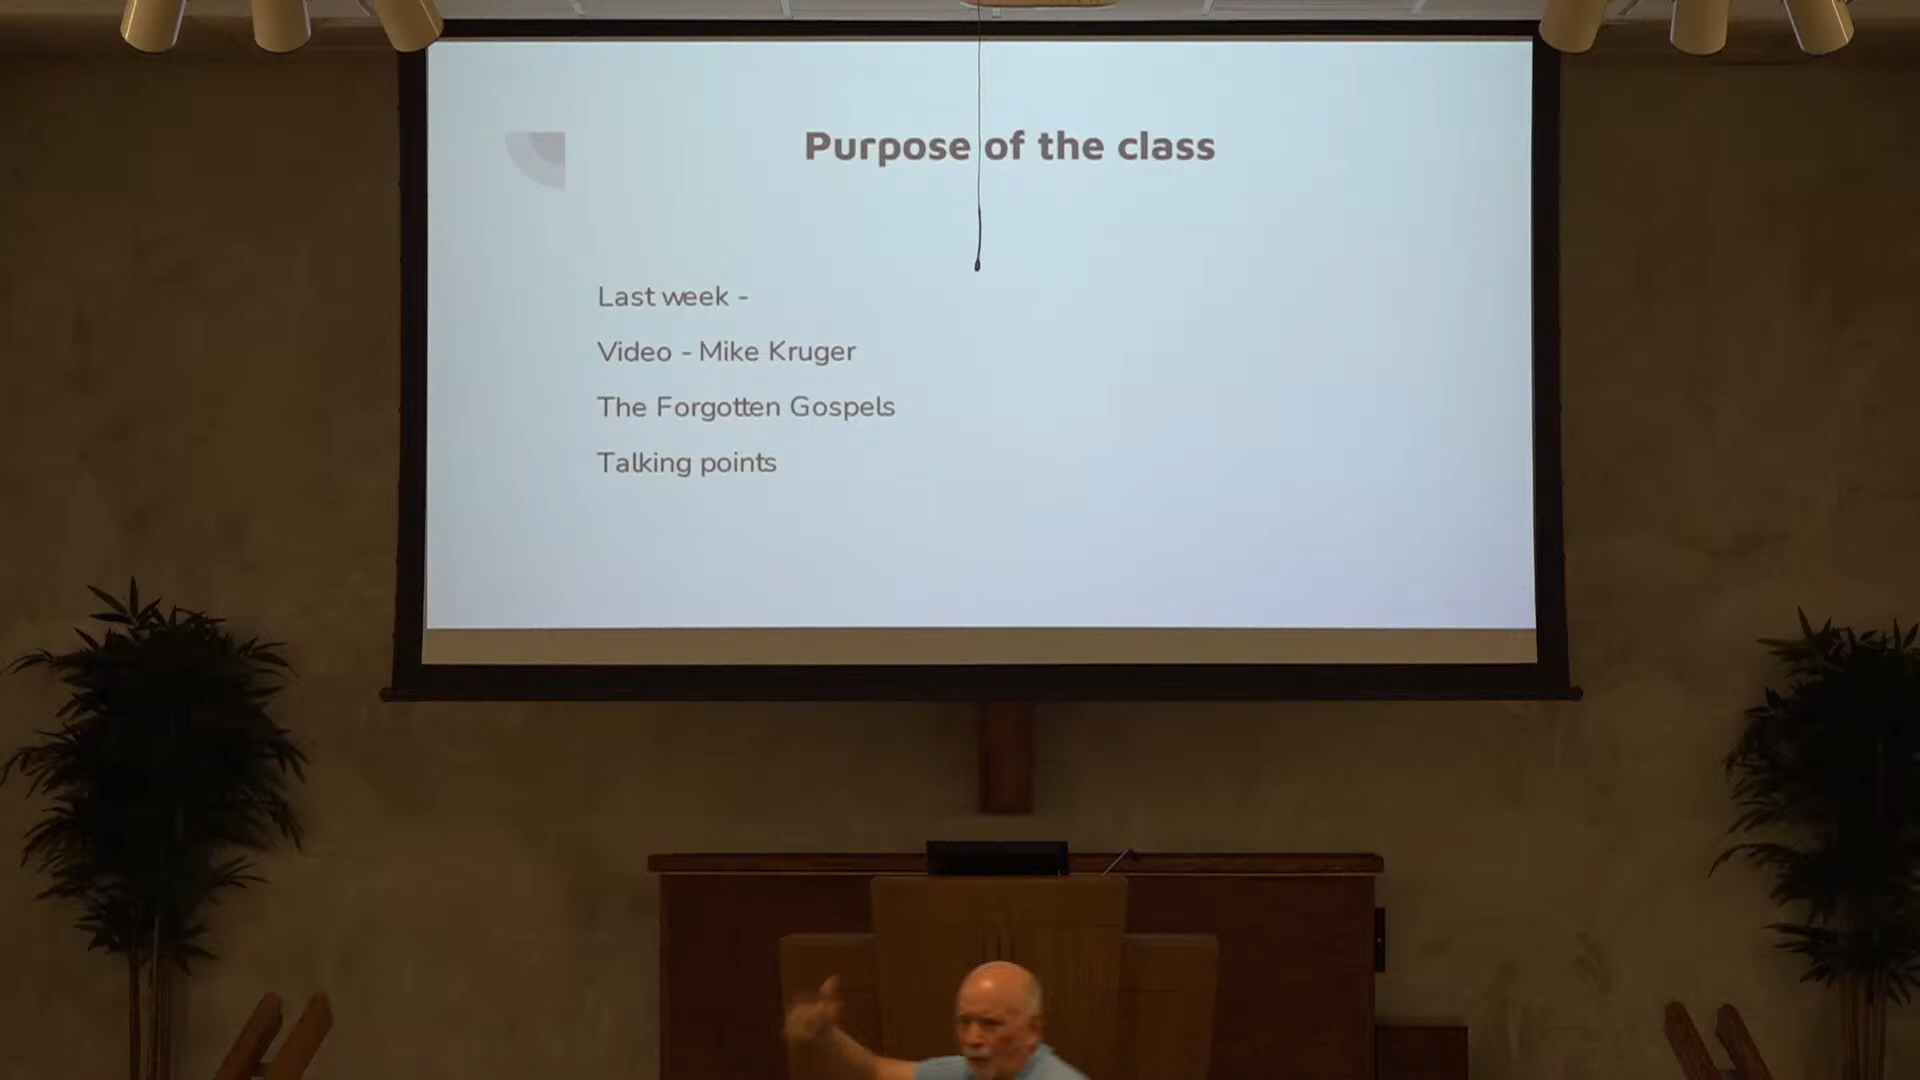 Purpose of the class
Last week -
Video - Mike Kruger
The Forgotten Gospels
Talking points